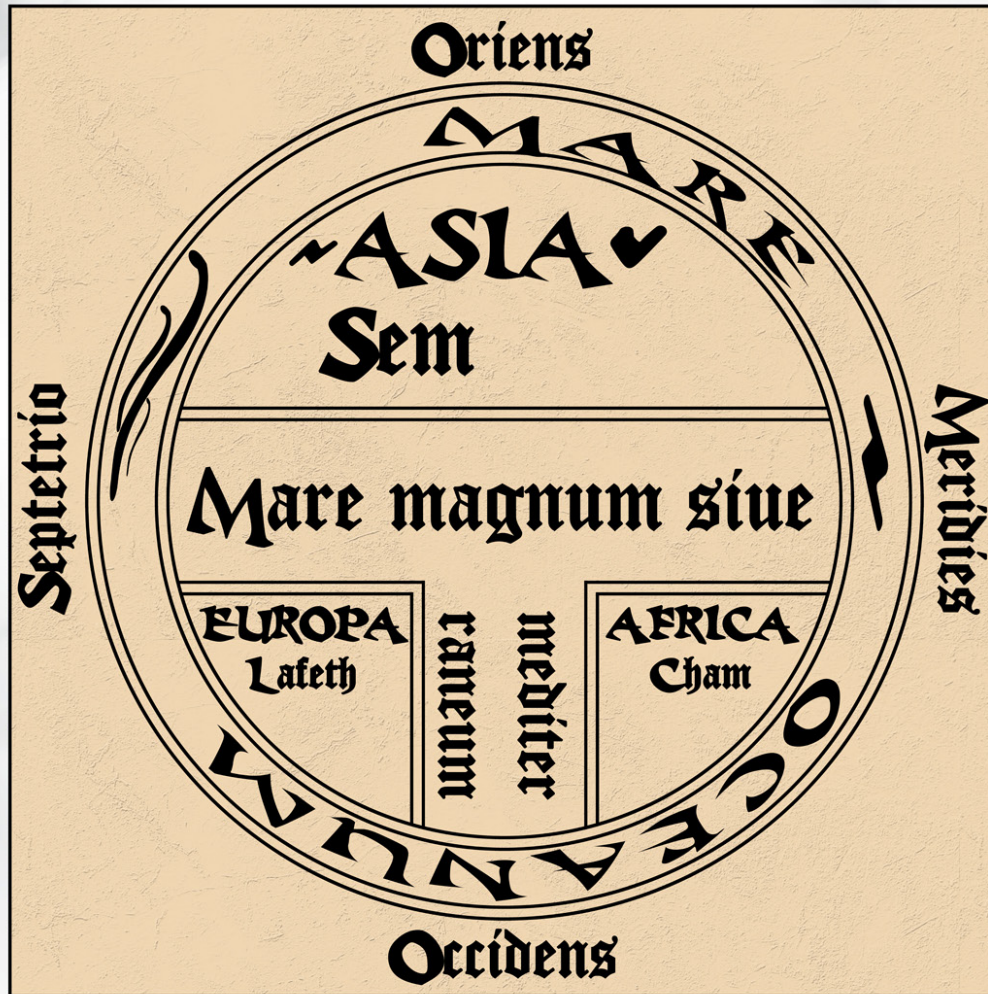 Oriens
MARE
ASIA
Sem
Septetrio
Meridies
Mare magnum siue
EUROPA
Lafeth
mediter
raneum
AFRICA
Cham
OCEANUM
Occidens